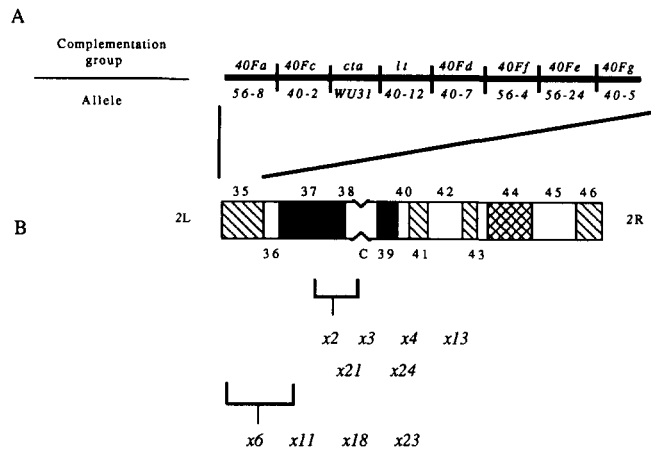 A
Complementation group
40Fa 40Fc cta lt 40Fd 40Ff 40Fe 40Fg
Allele
56-8 40-2 WU31 40-12 40-7 56-4 56-24 40-5
35 37 38 40 42 44 45 46
B
2L 2R
36 C 39 41 43
x2 x3 x4 x13
x21 x24
x6 x11 x18 x23